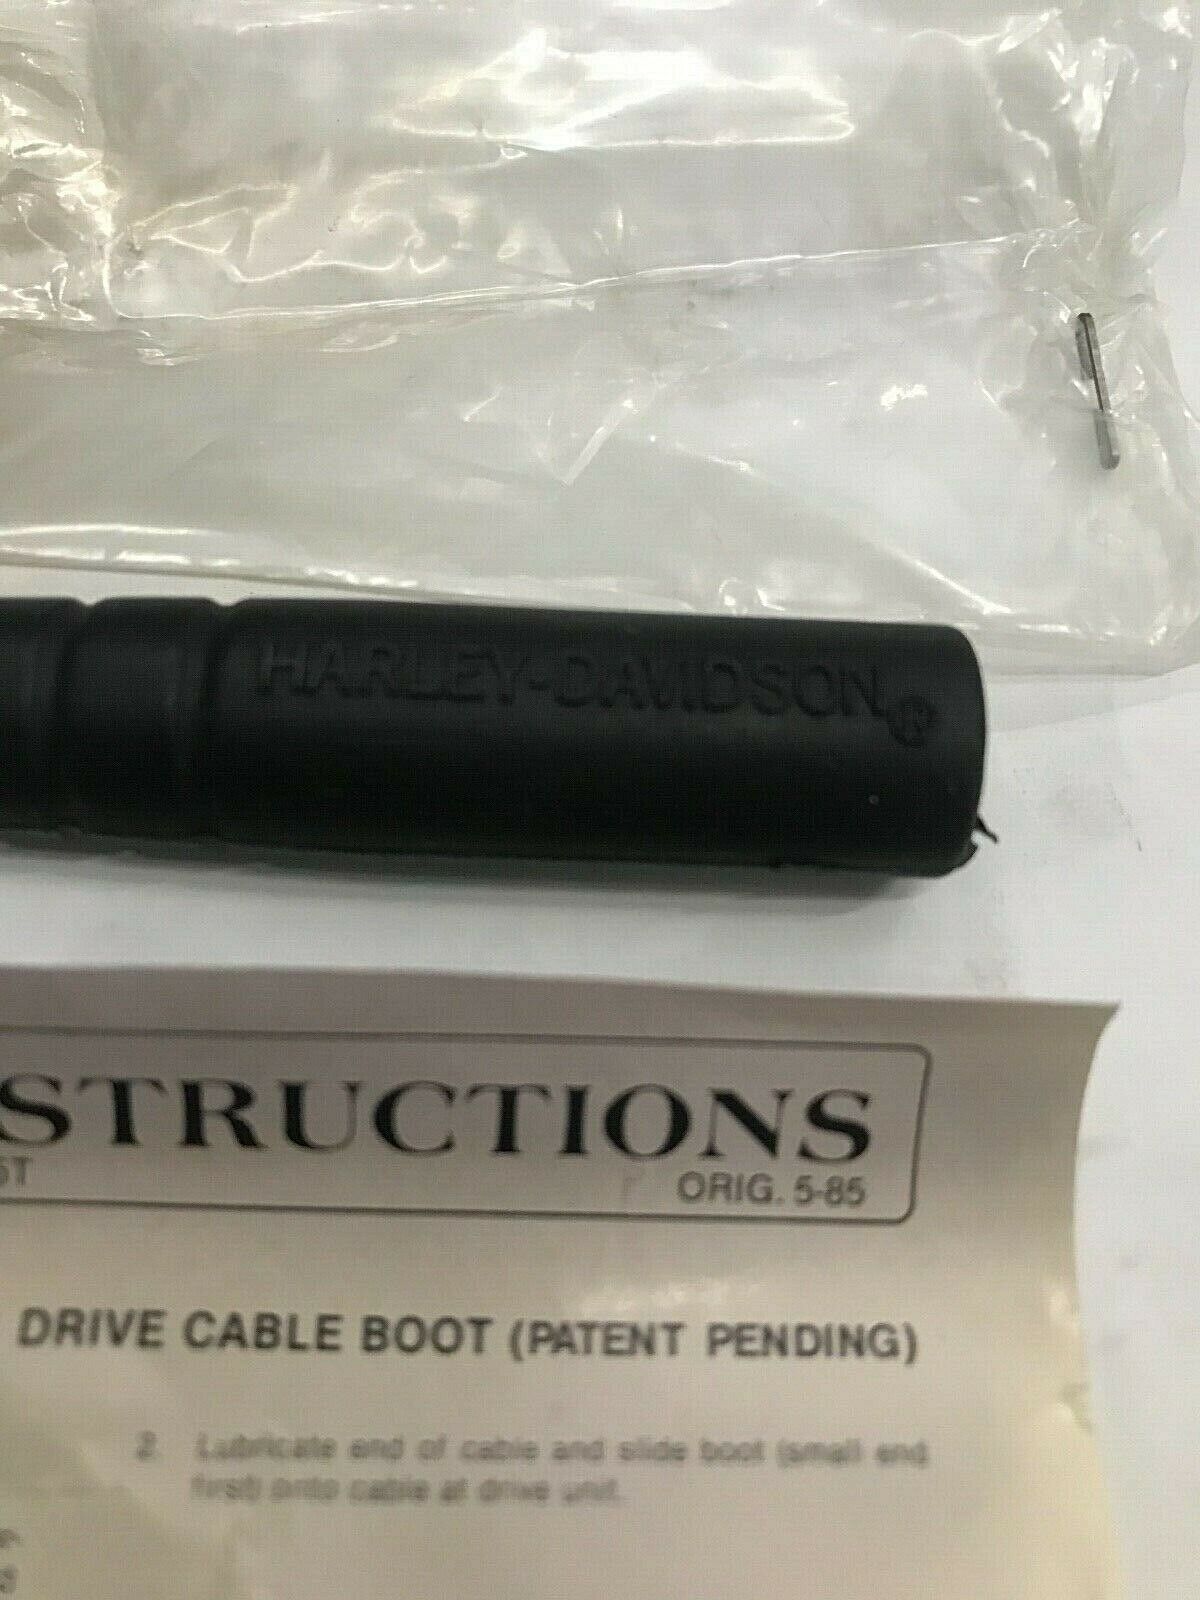 HARLEY-DAVIDSON®
STRUCTIONS
ORIG. 5-85
DRIVE CABLE BOOT (PATENT PENDING)
2. Lubricate end of cable and slide boot (small end
first) onto cable at drive unit.